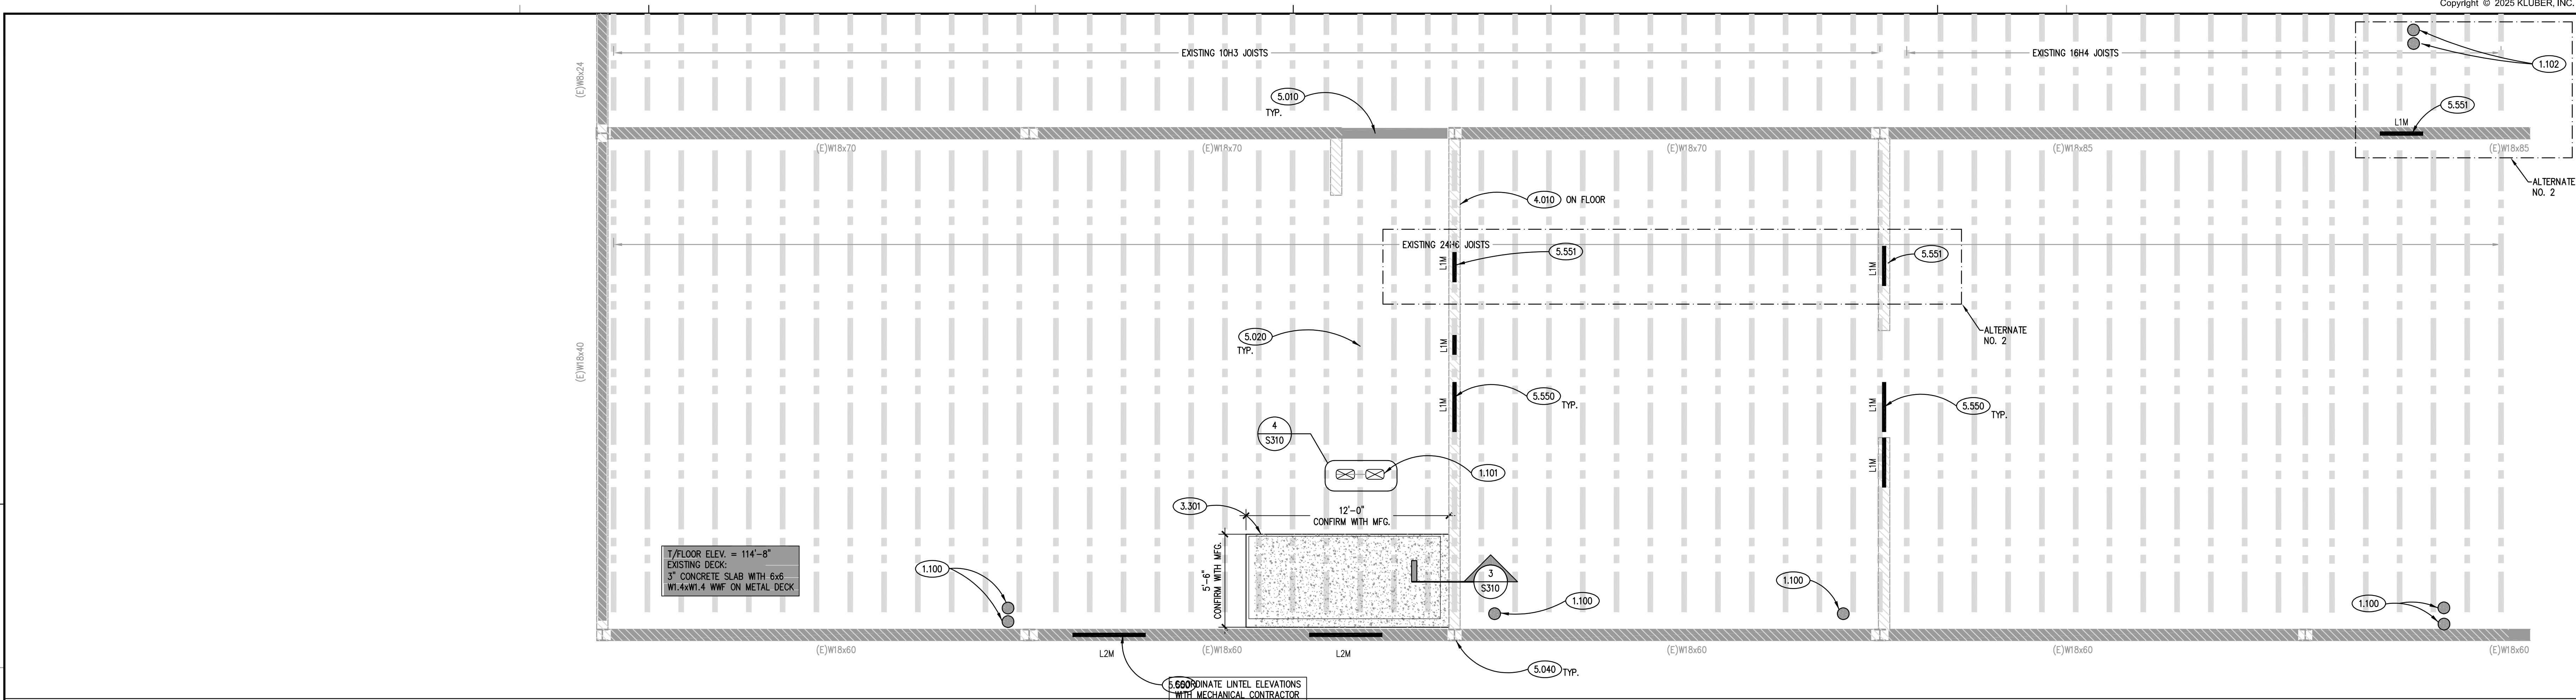 Copyright © 2025 KLUBER, INC.
EXISTING 10H3 JOISTS
EXISTING 16H4 JOISTS
1.102
(E)W8x24
5.010
TYP.
5.551
L1M
(E)W18x70
(E)W18x70
(E)W18x70
(E)W18x85
(E)W18x85
ALTERNATE
NO. 2
4.010 ON FLOOR
EXISTING 24H6 JOISTS
5.551
L1M
5.551
L1M
ALTERNATE
NO. 2
5.020
TYP.
L1M
(E)W18x40
5.550 TYP.
L1M
5.550 TYP.
L1M
4
S310
1.101
L1M
3.301
12'-0"
CONFIRM WITH MFG.
5'-6"
CONFIRM WITH MFG.
T/FLOOR ELEV. = 114'-8"
EXISTING DECK:
3" CONCRETE SLAB WITH 6x6
W1.4xW1.4 WWF ON METAL DECK
1.100
3
S310
1.100
1.100
1.100
(E)W18x60
L2M
(E)W18x60
L2M
(E)W18x60
(E)W18x60
(E)W18x60
5.040 TYP.
5.550
COORDINATE LINTEL ELEVATIONS
WITH MECHANICAL CONTRACTOR